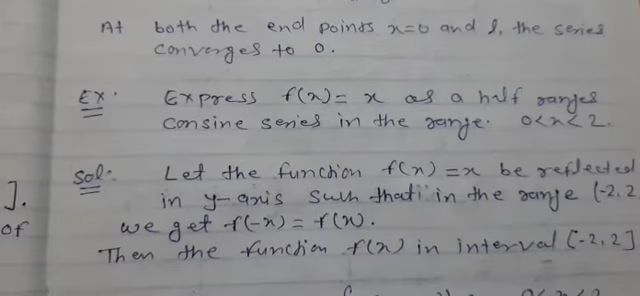 At both the end points x=0 and l, the series
converges to 0.
Ex. Express f(x) = x as a half ranges
Consine series in the range. 0<x<2.
Sol. Let the function f(x) = x be reflected
]. in y-axis such that in the range (-2,2
of we get f(-x) = f(x).
Then the function f(x) in interval [-2,2]